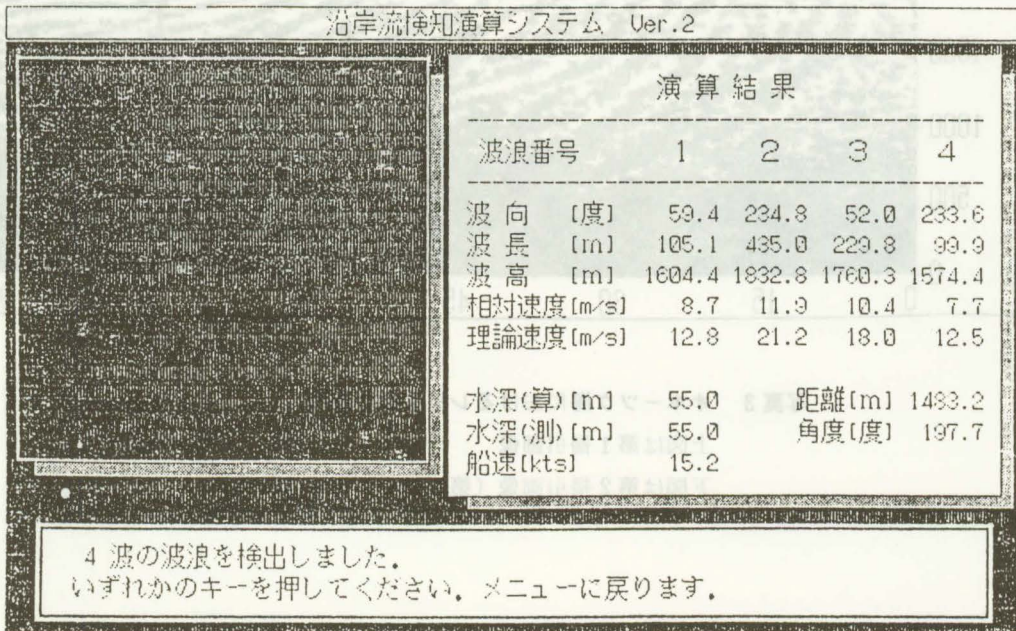 沿岸流検知演算システム Ver.2
演算結果
波浪番号 1 2 3 4
波向 [度] 59.4 234.8 52.0 233.6
波長 [m] 105.1 435.0 229.8 99.9
波高 [m] 1604.4 1832.8 1760.3 1574.4
相対速度[m/s] 8.7 11.9 10.4 7.7
理論速度[m/s] 12.8 21.2 18.0 12.5
水深(算)[m] 55.0 距離[m] 1483.2
水深(測)[m] 55.0 角度[度] 197.7
船速[kts] 15.2
4 波の波浪を検出しました.
いずれかのキーを押してください. メニューに戻ります.